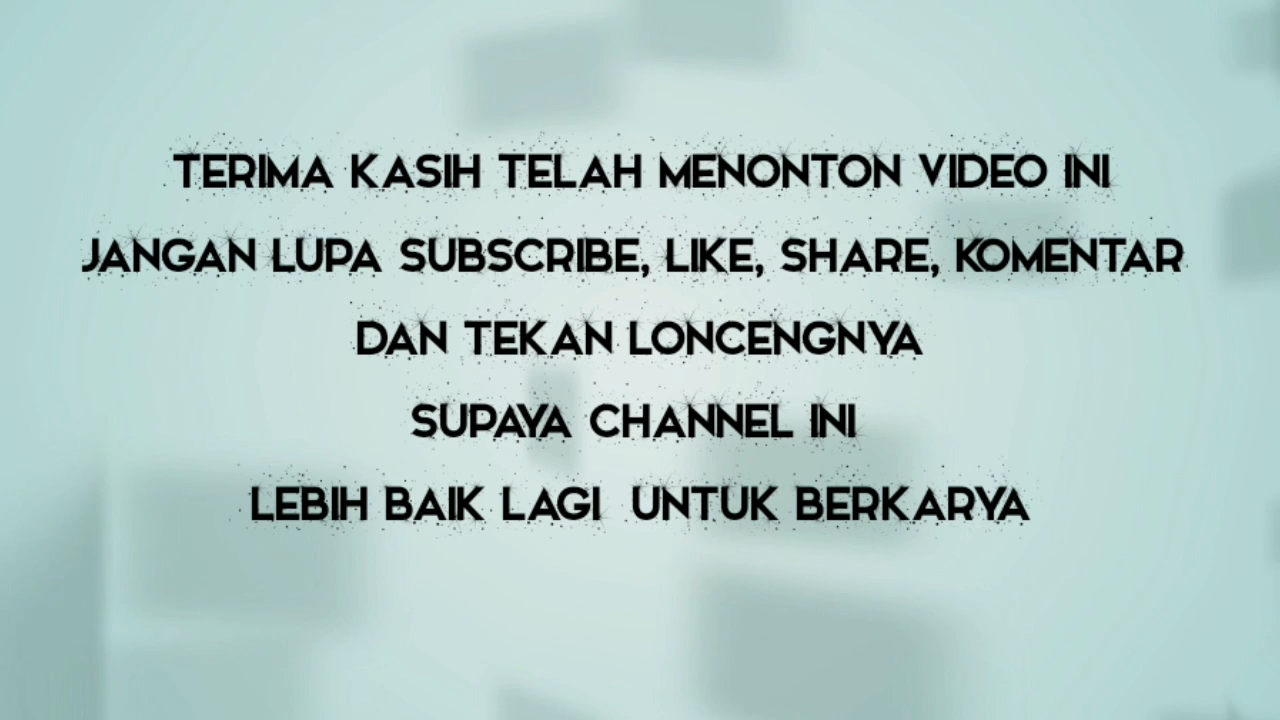 TERIMA KASIH TELAH MENONTON VIDEO INI
JANGAN LUPA SUBSCRIBE, LIKE, SHARE, KOMENTAR
DAN TEKAN LONCENGNYA
SUPAYA CHANNEL INI
LEBIH BAIK LAGI UNTUK BERKARYA